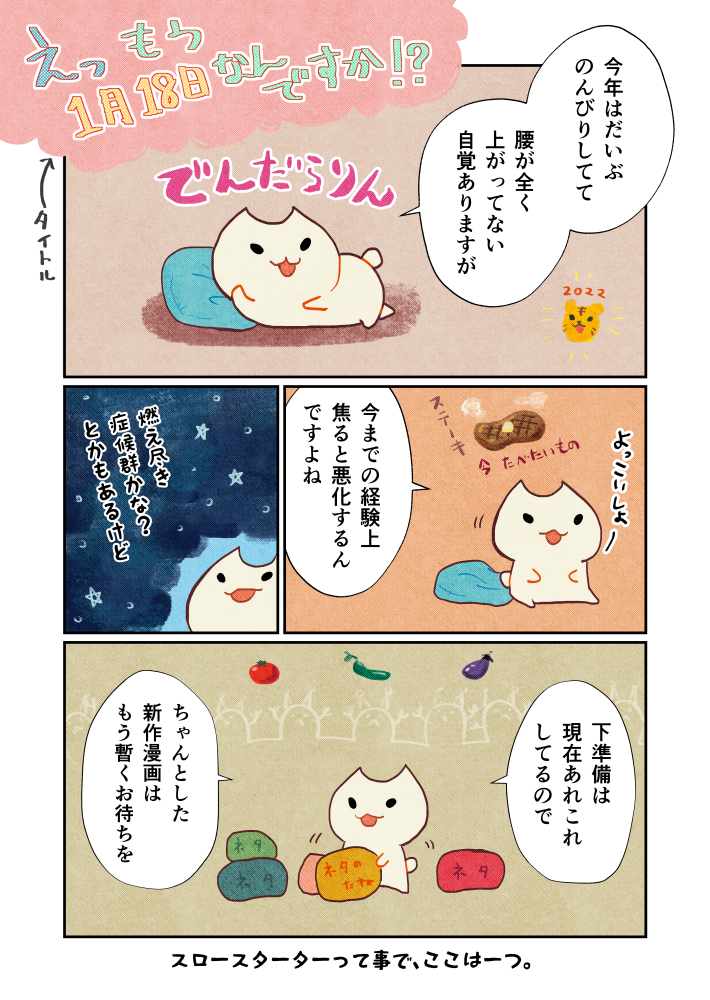 えっ もう
1月18日なんですか!?
タイトル
今年はだいぶ
のんびりしてて
腰が全く
上がってない
自覚ありますが
でんだらりん
2022
よっこいしょー
ステーキ
今 たべたいもの
今までの経験上
焦ると悪化するん
ですよね
燃え尽き
症候群かな?
とかもあるけど
下準備は
現在あれこれ
してるので
ネタ
ネタ
ネタの
たね
ネタ
ちゃんとした
新作漫画は
もう暫くお待ちを
スロースターターって事で、ここは一つ。